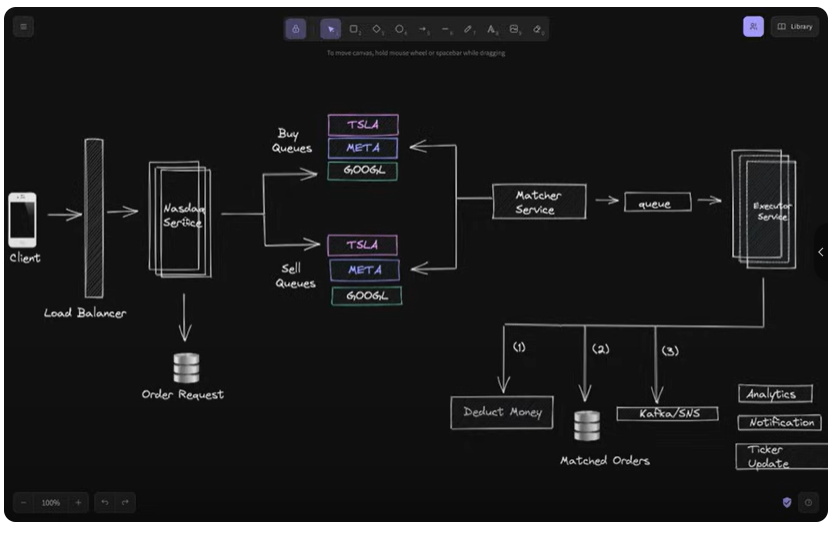 Library
To move canvas, hold mouse wheel or spacebar while dragging
Buy
Queues
TSLA
META
GOOGL
Client
Load Balancer
Nasdaq
Service
Order Request
Sell
Queues
TSLA
META
GOOGL
Matcher
Service
queue
Executor
Service
(1)
(2)
(3)
Deduct Money
Matched Orders
Kafka/SNS
Analytics
Notification
Ticker
Update
100%